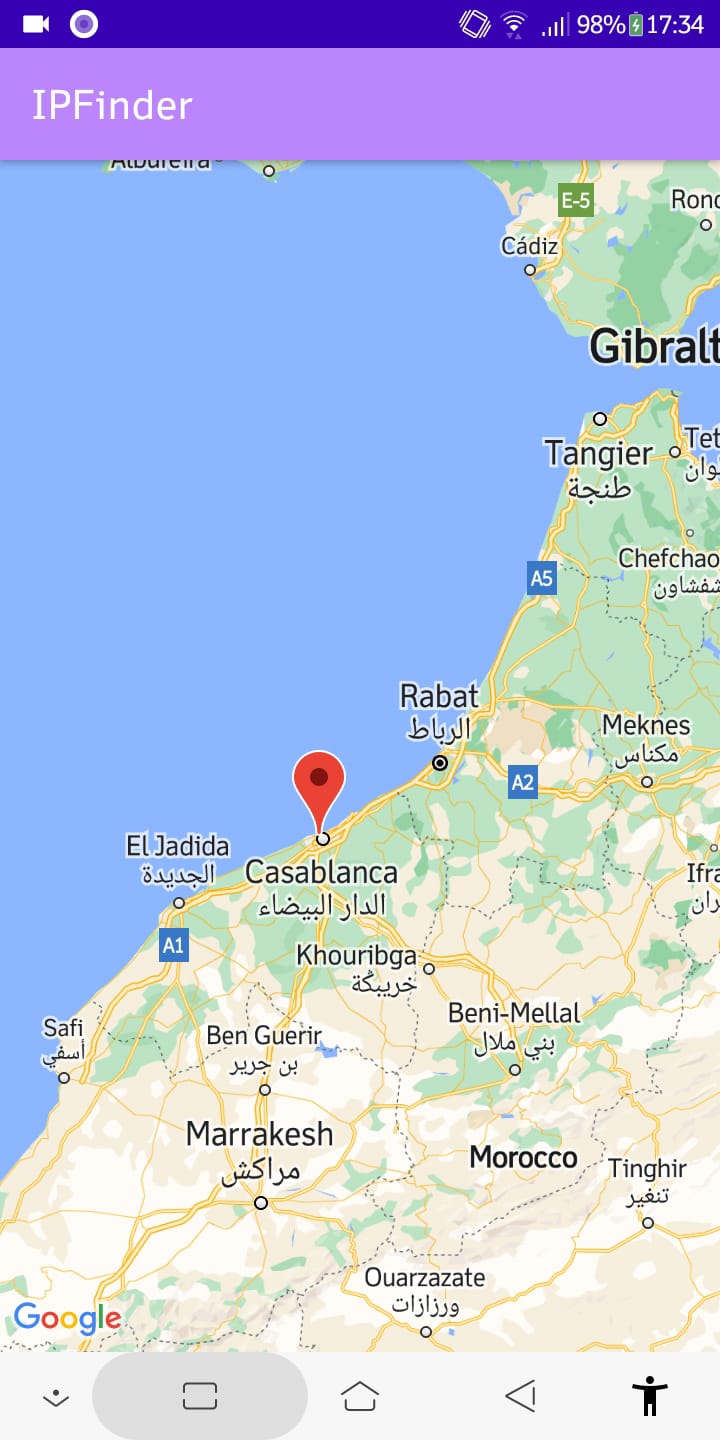 98% 17:34
IPFinder
Albufeira
E-5
Rond
Cádiz
Gibralt
Tangier
طنجة
Tet
وان
A5
Chefchao
شفشاون
Rabat
الرباط
Meknes
مكناس
A2
El Jadida
الجديدة
Casablanca
الدار البيضاء
Ifra
ران
A1
Khouribga
خريبڭة
Safi
أسفي
Ben Guerir
بن جرير
Beni-Mellal
بني ملال
Marrakesh
مراكش
Morocco
Tinghir
تنغير
Ouarzazate
ورزازات
Google